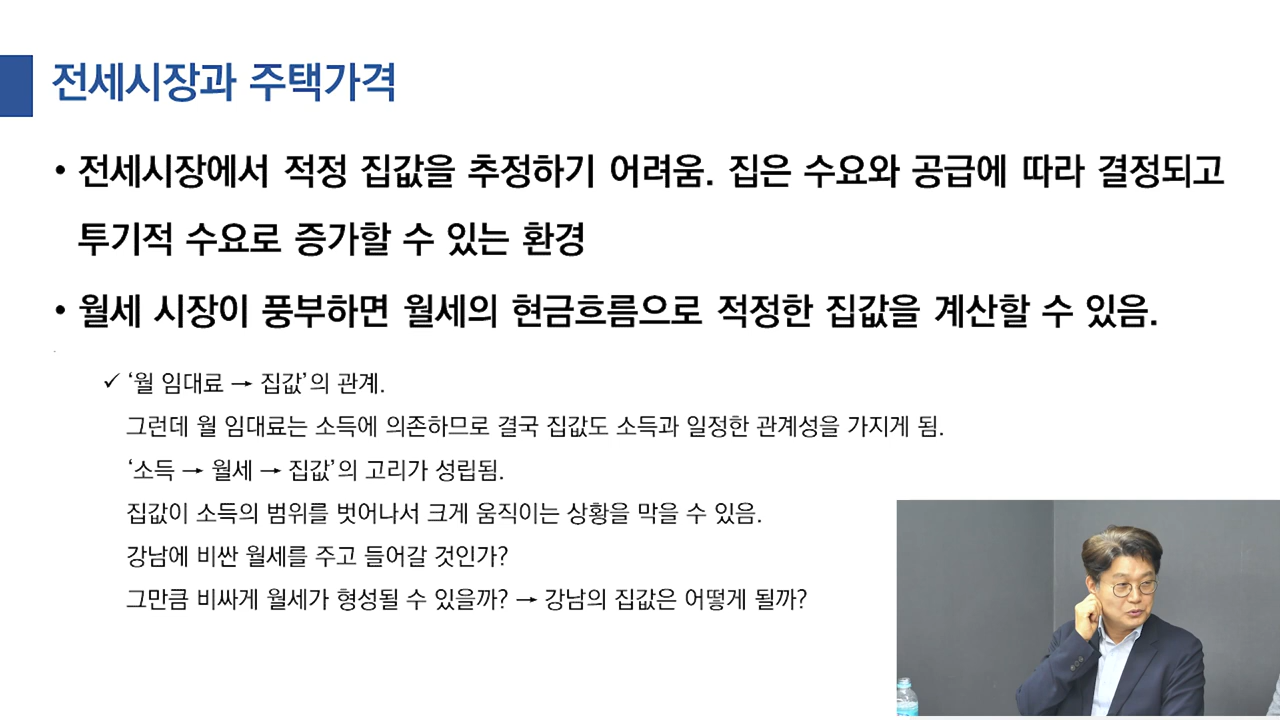 전세시장과 주택가격
• 전세시장에서 적정 집값을 추정하기 어려움. 집은 수요와 공급에 따라 결정되고
투기적 수요로 증가할 수 있는 환경
• 월세 시장이 풍부하면 월세의 현금흐름으로 적정한 집값을 계산할 수 있음.
✓ ‘월 임대료 → 집값’의 관계.
그런데 월 임대료는 소득에 의존하므로 결국 집값도 소득과 일정한 관계성을 가지게 됨.
‘소득 → 월세 → 집값’의 고리가 성립됨.
집값이 소득의 범위를 벗어나서 크게 움직이는 상황을 막을 수 있음.
강남에 비싼 월세를 주고 들어갈 것인가?
그만큼 비싸게 월세가 형성될 수 있을까? → 강남의 집값은 어떻게 될까?